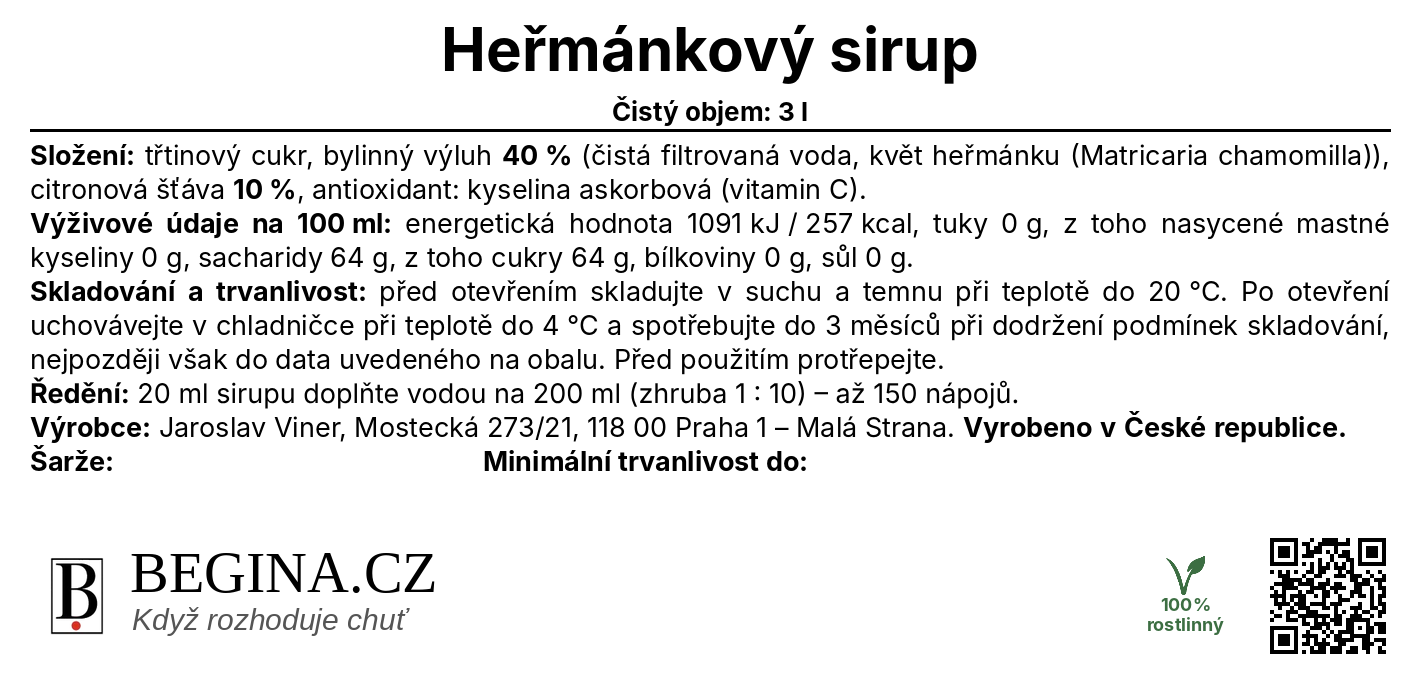 Heřmánkový sirup
Čistý objem: 3 l
Složení: třtinový cukr, bylinný výluh 40 % (čistá filtrovaná voda, květ heřmánku (Matricaria chamomilla)),
citronová šťáva 10 %, antioxidant: kyselina askorbová (vitamin C).
Výživové údaje na 100 ml: energetická hodnota 1091 kJ / 257 kcal, tuky 0 g, z toho nasycené mastné
kyseliny 0 g, sacharidy 64 g, z toho cukry 64 g, bílkoviny 0 g, sůl 0 g.
Skladování a trvanlivost: před otevřením skladujte v suchu a temnu při teplotě do 20 °C. Po otevření
uchovávejte v chladničce při teplotě do 4 °C a spotřebujte do 3 měsíců při dodržení podmínek skladování,
nejpozději však do data uvedeného na obalu. Před použitím protřepejte.
Ředění: 20 ml sirupu doplňte vodou na 200 ml (zhruba 1 : 10) – až 150 nápojů.
Výrobce: Jaroslav Viner, Mostecká 273/21, 118 00 Praha 1 – Malá Strana. Vyrobeno v České republice.
Šarže: Minimální trvanlivost do:
B BEGINA.CZ
Když rozhoduje chuť
100%
rostlinný